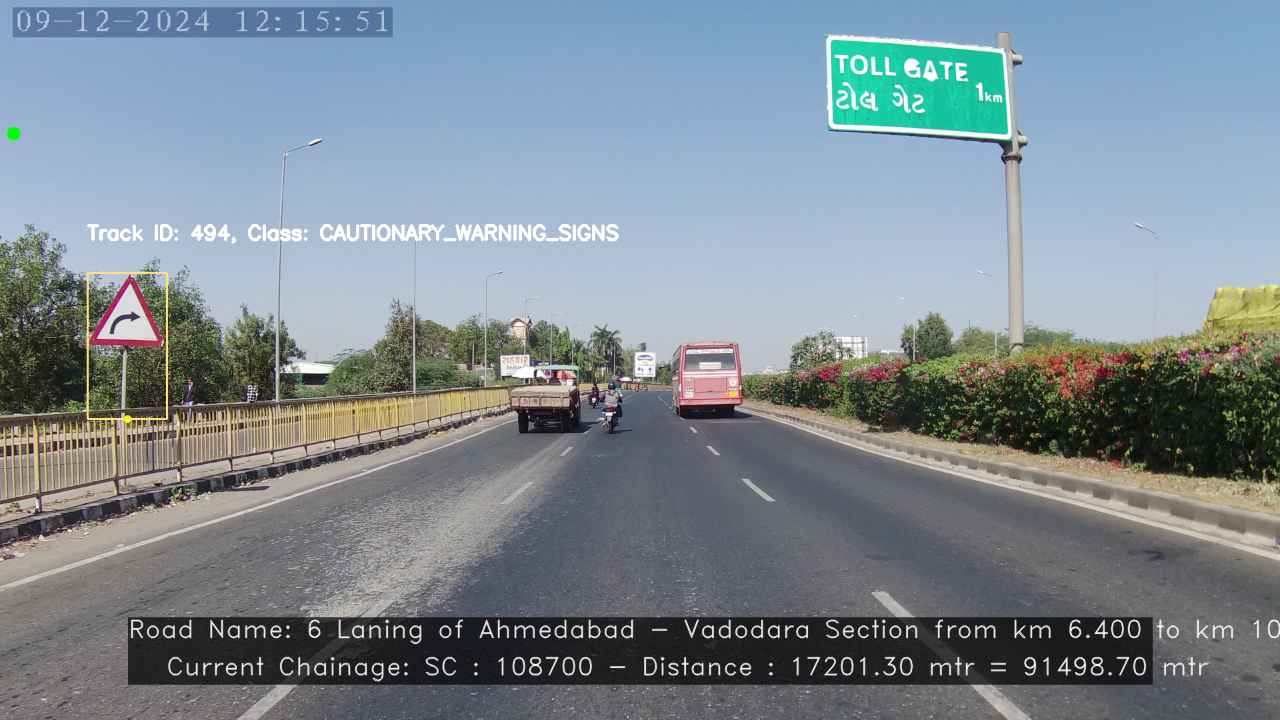 09-12-2024 12:15:51
TOLL GATE
ટોલ ગેટ
1km
Track ID: 494, Class: CAUTIONARY_WARNING_SIGNS
Road Name: 6 Laning of Ahmedabad - Vadodara Section from km 6.400 to km 10
Current Chainage: SC : 108700 - Distance : 17201.30 mtr = 91498.70 mtr